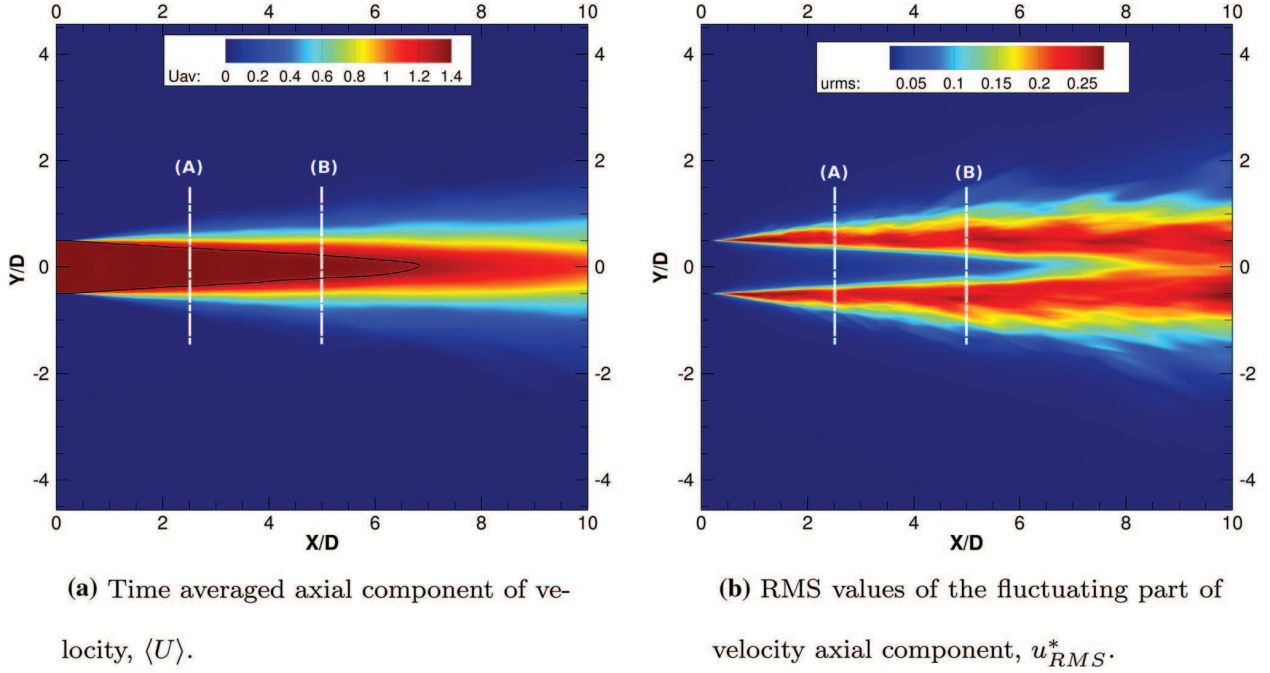 0 2 4 6 8 10
4
2
0
-2
-4
Y/D
4
2
0
-2
-4
Uav: 0 0.2 0.4 0.6 0.8 1 1.2 1.4
(A) (B)
0 2 4 6 8 10
X/D
(a) Time averaged axial component of ve-
locity, ⟨U⟩.
0 2 4 6 8 10
4
2
0
-2
-4
Y/D
4
2
0
-2
-4
urms: 0.05 0.1 0.15 0.2 0.25
(A) (B)
0 2 4 6 8 10
X/D
(b) RMS values of the fluctuating part of
velocity axial component, u*RMS.